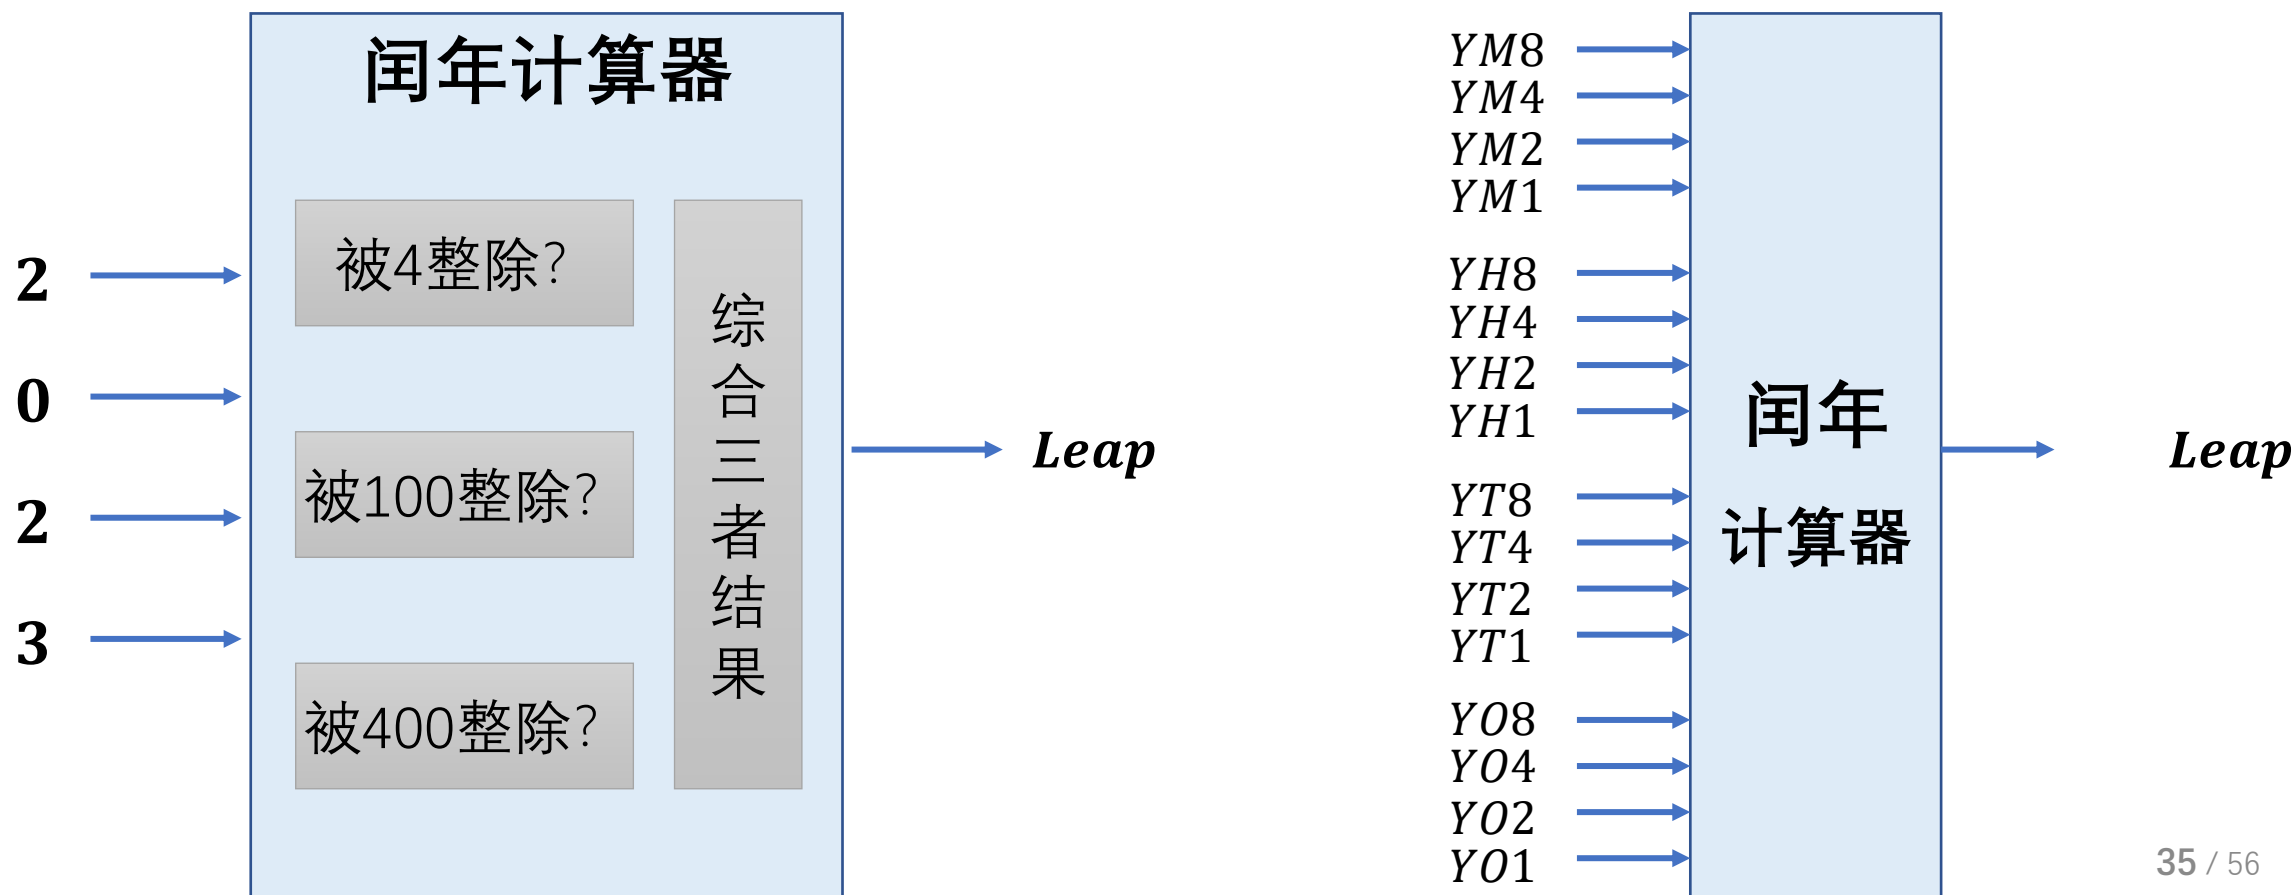 闰年计算器
2
0
2
3
被4整除?
被100整除?
被400整除?
综合三者结果
Leap
YM8
YM4
YM2
YM1
YH8
YH4
YH2
YH1
YT8
YT4
YT2
YT1
YO8
YO4
YO2
YO1
闰年
计算器
Leap
35 / 56